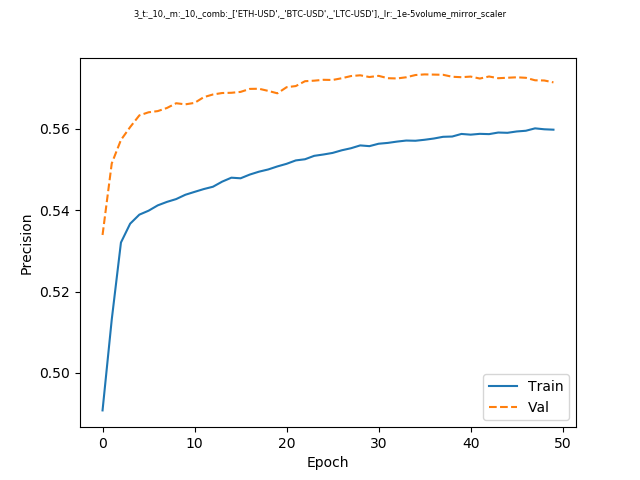 3_t:_10,_m:_10,_comb:_['ETH-USD',_'BTC-USD',_'LTC-USD'],_lr:_1e-5volume_mirror_scaler
0.56
0.54
0.52
0.50
Precision
0
10
20
30
40
50
Epoch
Train
Val